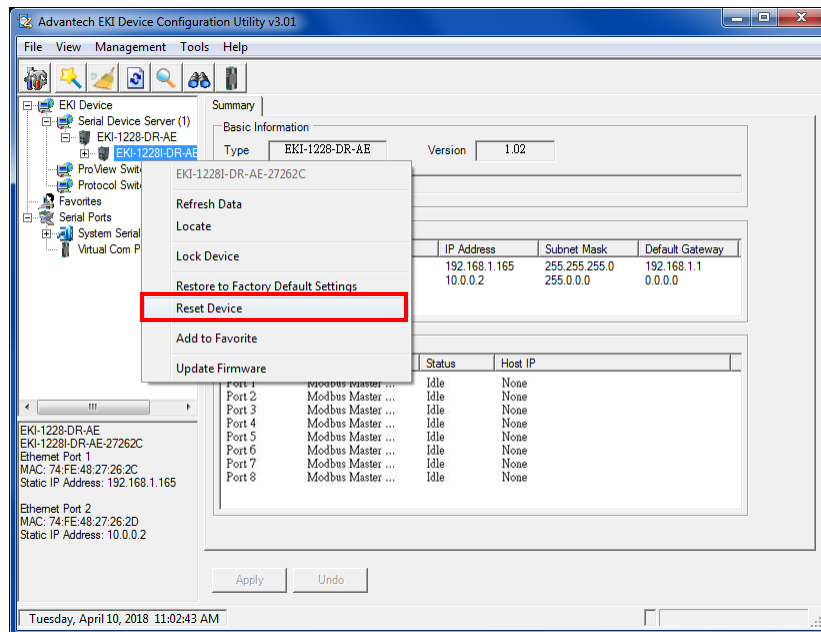 Advantech EKI Device Configuration Utility v3.01
File View Management Tools Help
EKI Device
Serial Device Server (1)
EKI-1228-DR-AE
EKI-1228I-DR-AE
ProView Swit
Protocol Swit
Favorites
Serial Ports
System Serial
Virtual Com P
EKI-1228-DR-AE
EKI-1228I-DR-AE-27262C
Ethernet Port 1
MAC: 74:FE:48:27:26:2C
Static IP Address: 192.168.1.165
Ethernet Port 2
MAC: 74:FE:48:27:26:2D
Static IP Address: 10.0.0.2
Summary
Basic Information
Type EKI-1228-DR-AE Version 1.02
EKI-1228I-DR-AE-27262C
Refresh Data
Locate
Lock Device
Restore to Factory Default Settings
Reset Device
Add to Favorite
Update Firmware
IP Address Subnet Mask Default Gateway
192.168.1.165 255.255.255.0 192.168.1.1
10.0.0.2 255.0.0.0 0.0.0.0
Status Host IP
Port 1 Modbus Master ... Idle None
Port 2 Modbus Master ... Idle None
Port 3 Modbus Master ... Idle None
Port 4 Modbus Master ... Idle None
Port 5 Modbus Master ... Idle None
Port 6 Modbus Master ... Idle None
Port 7 Modbus Master ... Idle None
Port 8 Modbus Master ... Idle None
Apply Undo
Tuesday, April 10, 2018 11:02:43 AM